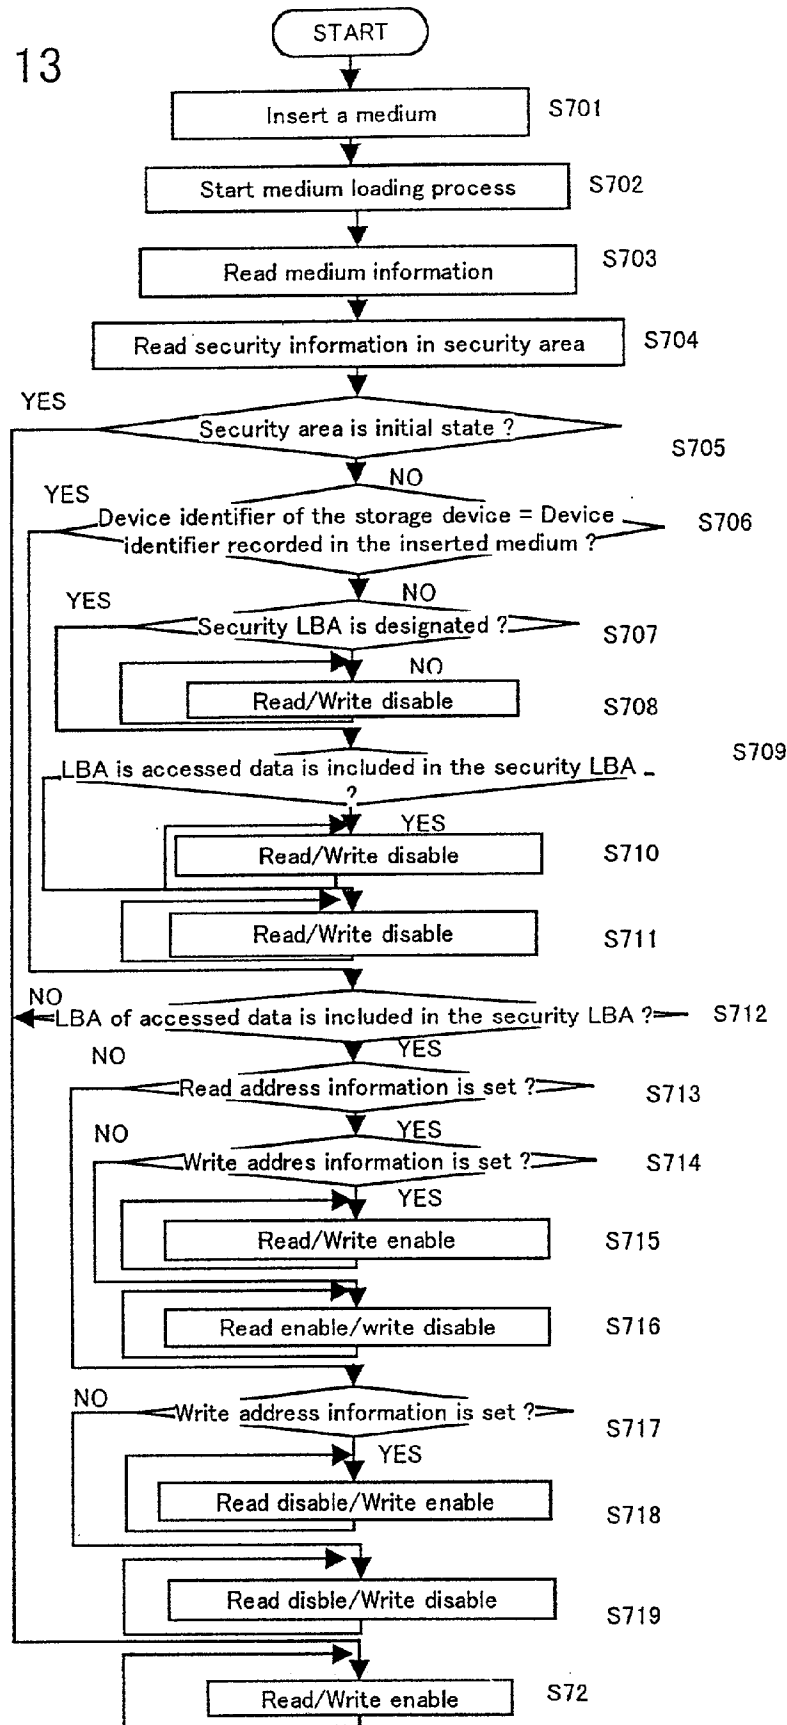 13
START
Insert a medium
S701
Start medium loading process
S702
Read medium information
S703
Read security information in security area
S704
YES
Security area is initial state ?
S705
NO
YES
Device identifier of the storage device = Device
identifier recorded in the inserted medium ?
S706
NO
YES
Security LBA is designated ?
S707
NO
Read/Write disable
S708
S709
LBA is accessed data is included in the security LBA
?
YES
Read/Write disable
S710
Read/Write disable
S711
NO
LBA of accessed data is included in the security LBA ?
S712
YES
NO
Read address information is set ?
S713
YES
NO
Write addres information is set ?
S714
YES
Read/Write enable
S715
Read enable/write disable
S716
NO
Write address information is set ?
S717
YES
Read disable/Write enable
S718
Read disble/Write disable
S719
Read/Write enable
S72